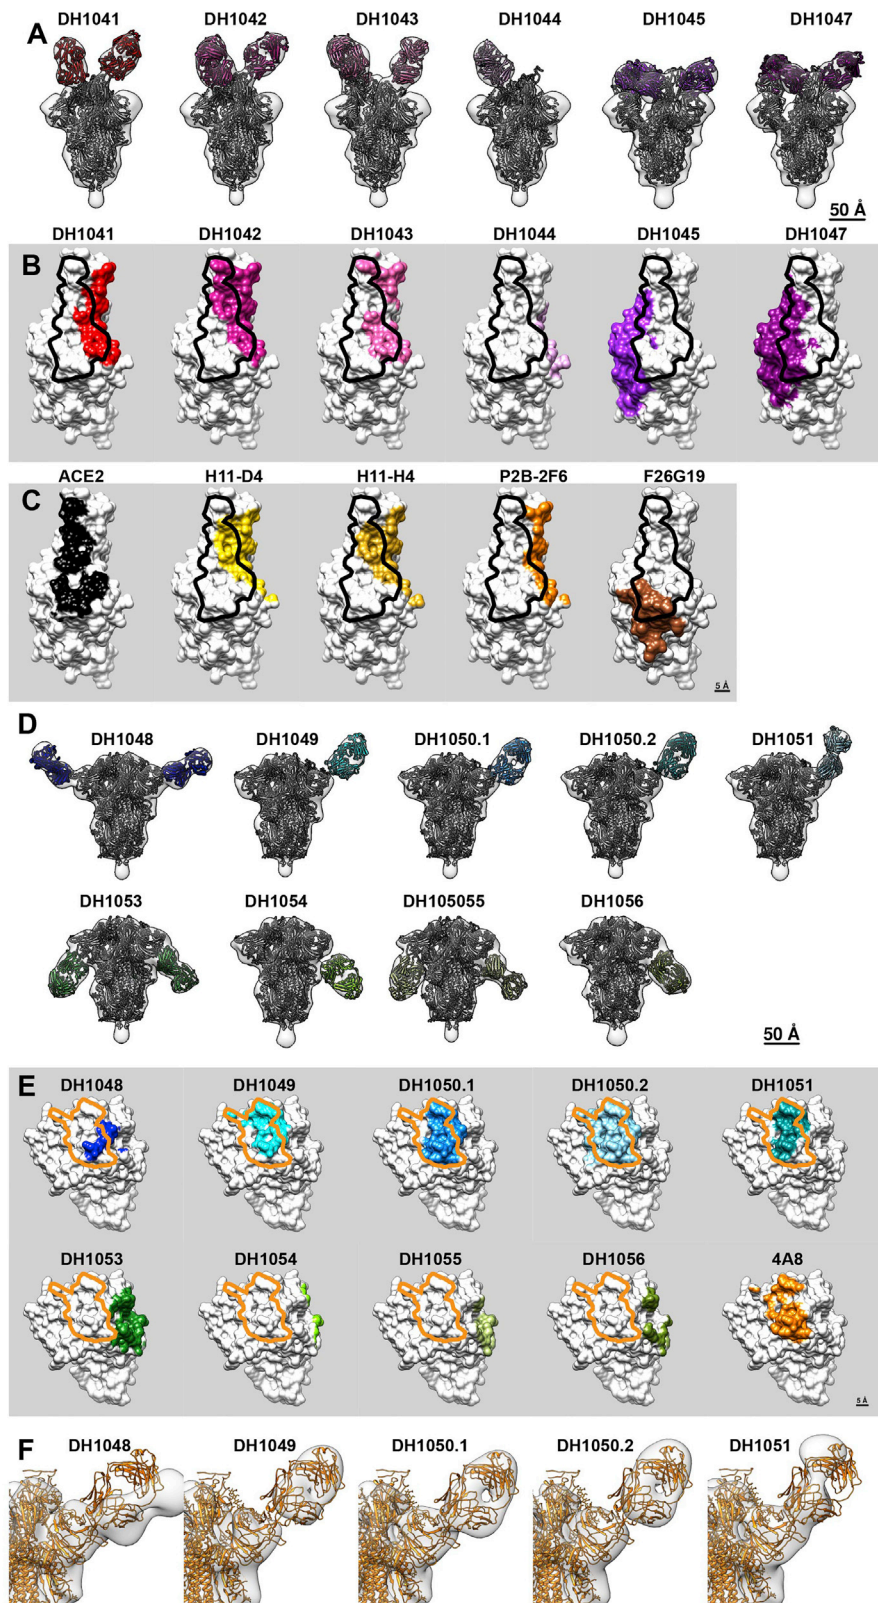 A
DH1041 DH1042 DH1043 DH1044 DH1045 DH1047
50 Å
B
DH1041 DH1042 DH1043 DH1044 DH1045 DH1047
C
ACE2 H11-D4 H11-H4 P2B-2F6 F26G19
5 Å
D
DH1048 DH1049 DH1050.1 DH1050.2 DH1051
DH1053 DH1054 DH105055 DH1056
50 Å
E
DH1048 DH1049 DH1050.1 DH1050.2 DH1051
DH1053 DH1054 DH1055 DH1056 4A8
5 Å
F
DH1048 DH1049 DH1050.1 DH1050.2 DH1051